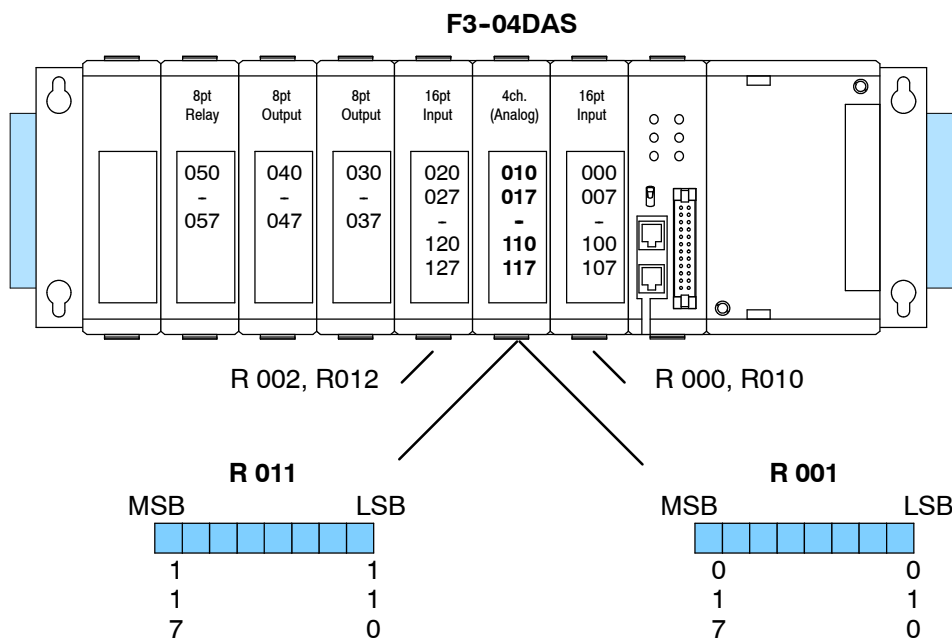 F3-04DAS
8pt
Relay
8pt
Output
8pt
Output
16pt
Input
4ch.
(Analog)
16pt
Input
050
-
057
040
-
047
030
-
037
020
027
-
120
127
010
017
-
110
117
000
007
-
100
107
R 002, R012
R 000, R010
R 011
MSB LSB
1 1
1 1
7 0
R 001
MSB LSB
0 0
1 1
7 0